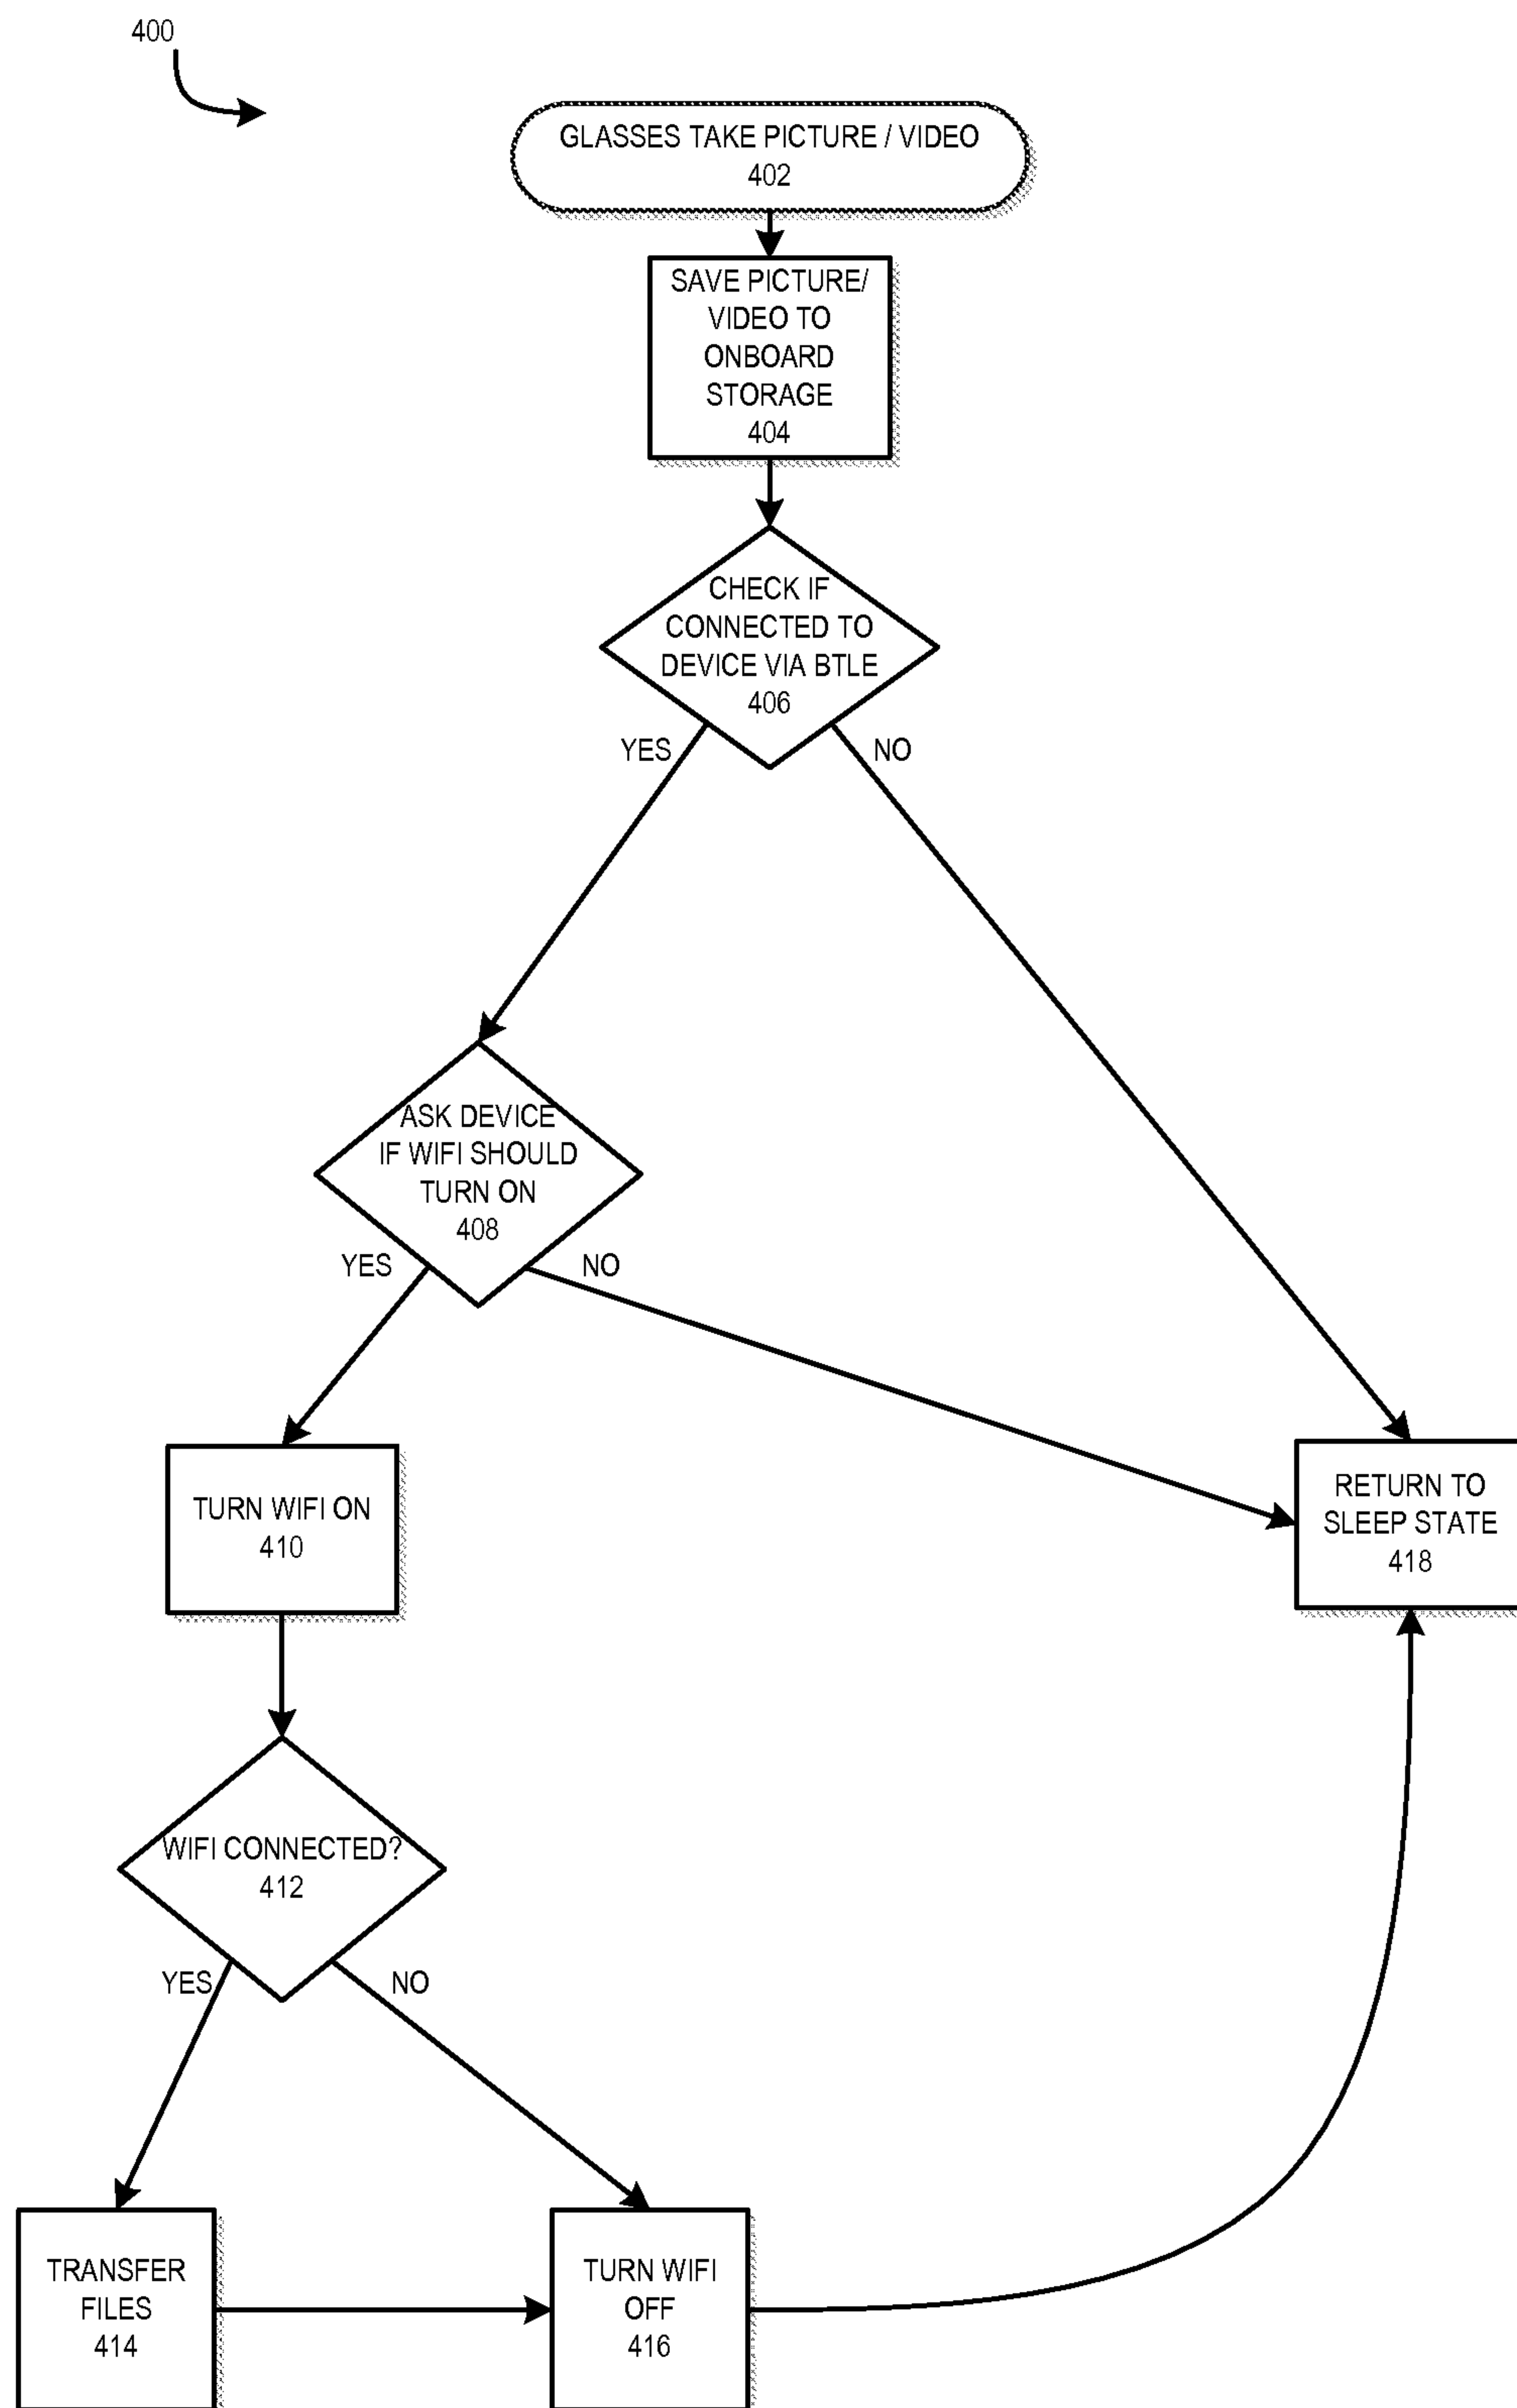 400
GLASSES TAKE PICTURE / VIDEO
402
SAVE PICTURE/
VIDEO TO
ONBOARD
STORAGE
404
CHECK IF
CONNECTED TO
DEVICE VIA BTLE
406
YES
NO
ASK DEVICE
IF WIFI SHOULD
TURN ON
408
YES
NO
TURN WIFI ON
410
RETURN TO
SLEEP STATE
418
WIFI CONNECTED?
412
YES
NO
TRANSFER
FILES
414
TURN WIFI
OFF
416